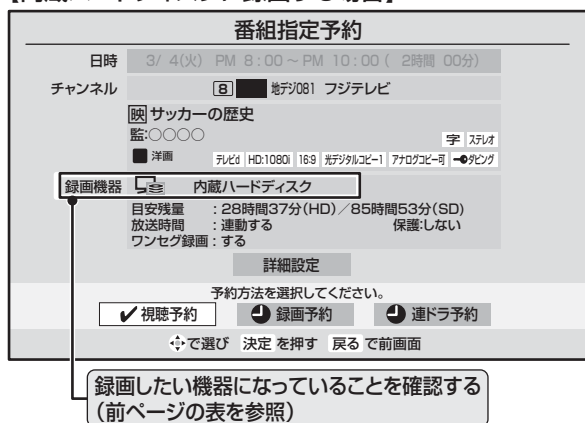 【内蔵ハードディスクに録画する場合】
番組指定予約
日時 3/ 4(火) PM 8:00～PM 10:00 ( 2時間 00分)
チャンネル 8 地デジ081 フジテレビ
映 サッカーの歴史
監:○○○○
字 ステレオ
洋画 テレビd HD:1080i 16:9 光デジタルコピー1 アナログコピー可 ダビング
録画機器 内蔵ハードディスク
目安残量 :28時間37分(HD)／85時間53分(SD)
放送時間 :連動する 保護:しない
ワンセグ録画:する
詳細設定
予約方法を選択してください。
✔視聴予約 録画予約 連ドラ予約
で選び 決定 を押す 戻る で前画面
録画したい機器になっていることを確認する
(前ページの表を参照)